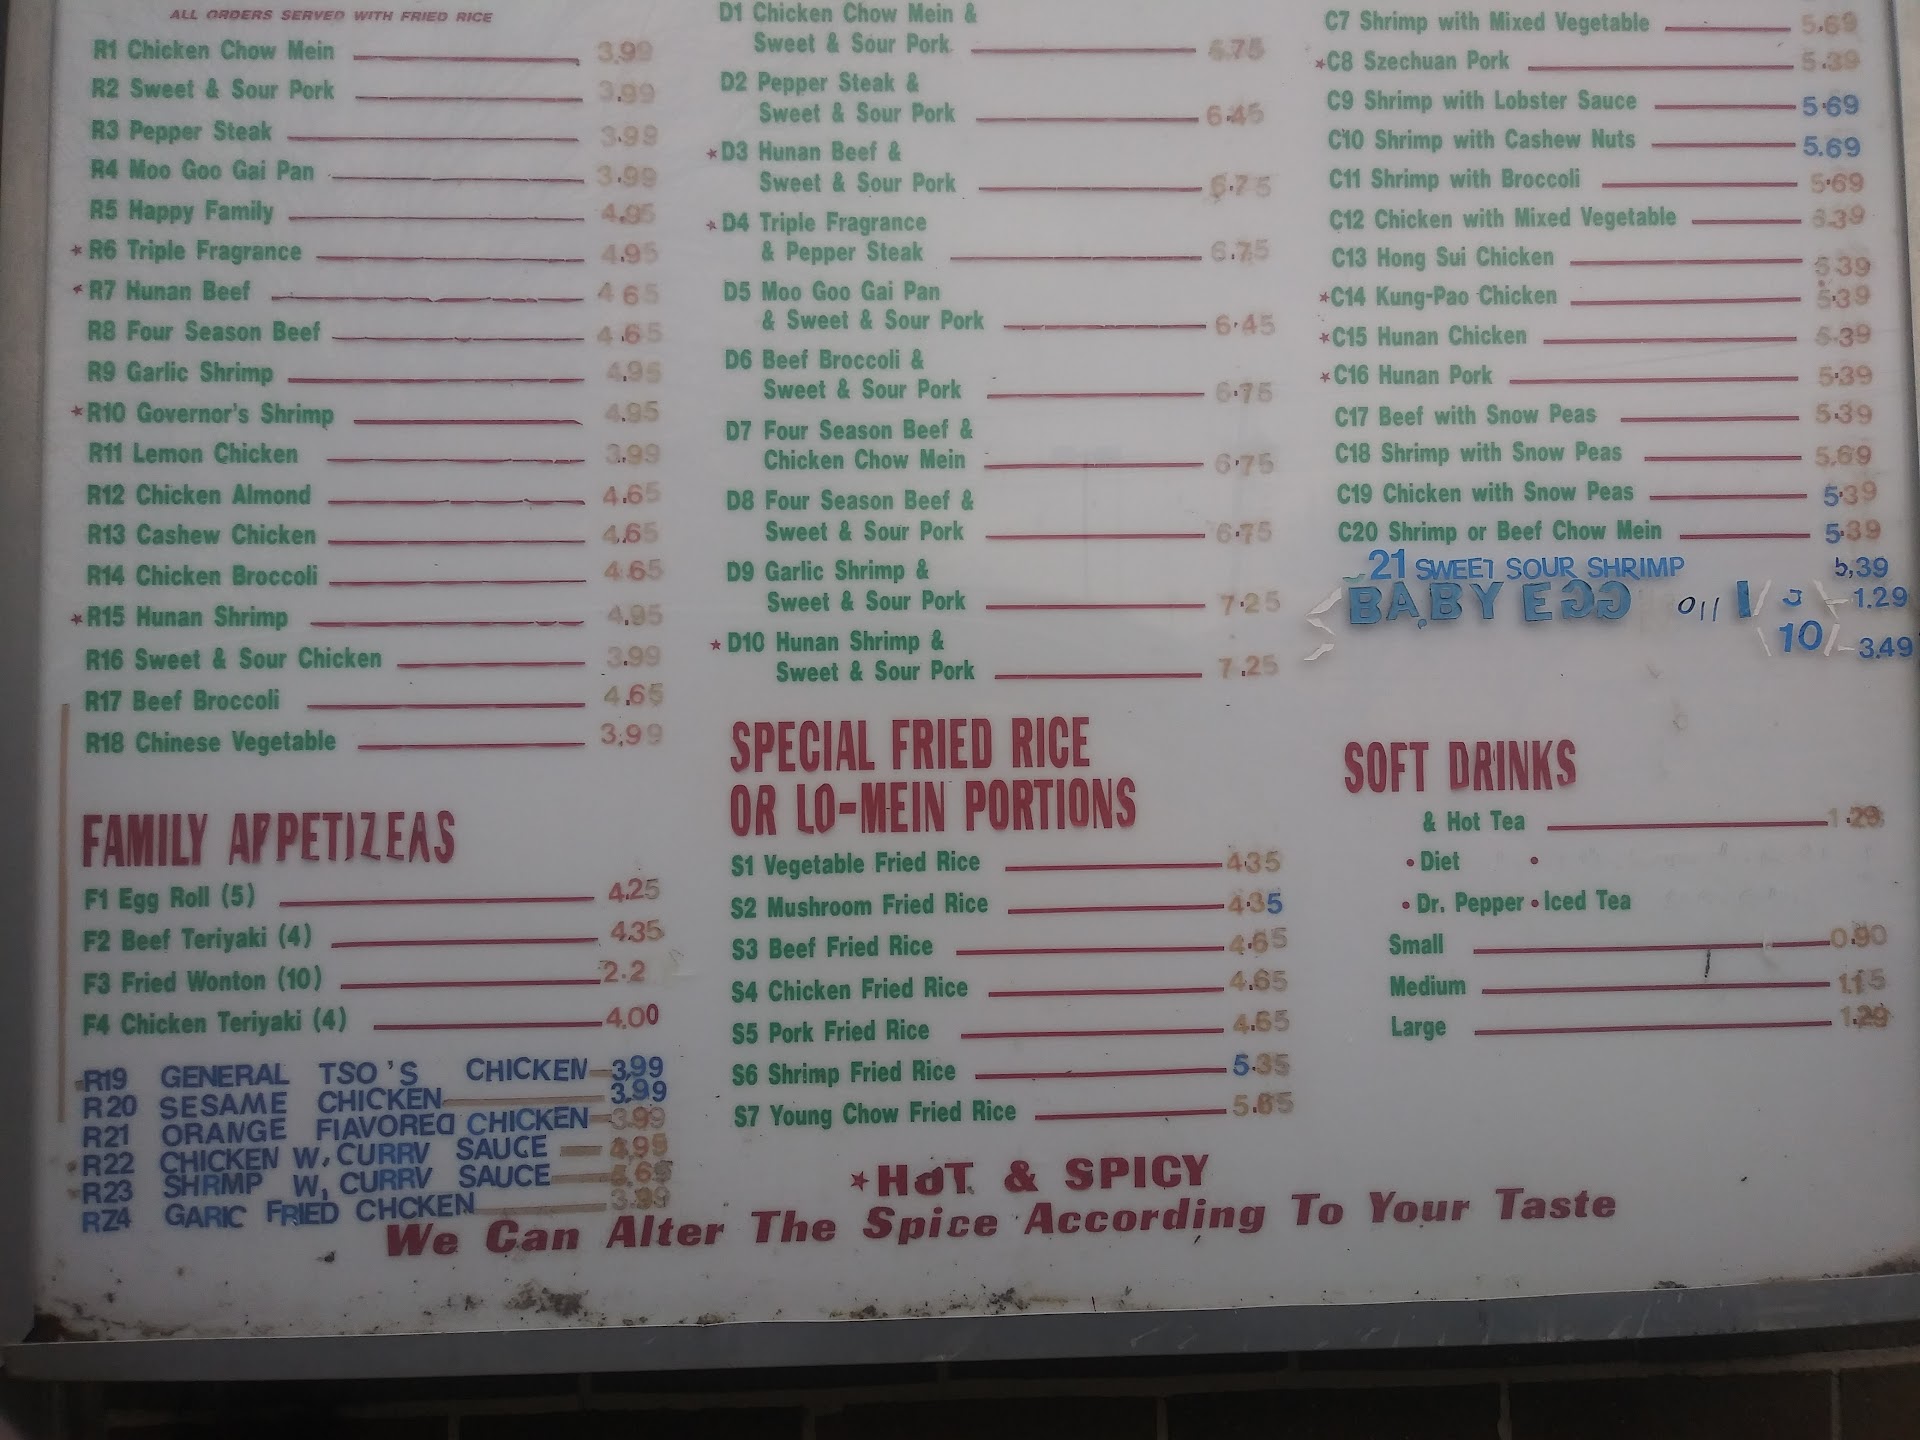 ALL ORDERS SERVED WITH FRIED RICE
R1 Chicken Chow Mein 3.99
R2 Sweet & Sour Pork 3.99
R3 Pepper Steak 3.99
R4 Moo Goo Gai Pan 3.99
R5 Happy Family 4.95
*R6 Triple Fragrance 4.95
*R7 Hunan Beef 4 65
R8 Four Season Beef 4.65
R9 Garlic Shrimp 4.95
*R10 Governor's Shrimp 4.95
R11 Lemon Chicken 3.99
R12 Chicken Almond 4.65
R13 Cashew Chicken 4.65
R14 Chicken Broccoli 4.65
*R15 Hunan Shrimp 4.95
R16 Sweet & Sour Chicken 3.99
R17 Beef Broccoli 4.65
R18 Chinese Vegetable 3.99
FAMILY APPETIZEAS
F1 Egg Roll (5) 4.25
F2 Beef Teriyaki (4) 4.35
F3 Fried Wonton (10) 2.2
F4 Chicken Teriyaki (4) 4.00
R19 GENERAL TSO'S CHICKEN 3.99
R20 SESAME CHICKEN 3.99
R21 ORANGE FlAVORED CHICKEN 3.99
R22 CHICKEN W. CURRV SAUCE 4.99
R23 SHRMP W, CURRV SAUCE
RZ4 GARIC FRIED CHCKEN 3.99
D1 Chicken Chow Mein &
Sweet & Sour Pork 6.75
D2 Pepper Steak &
Sweet & Sour Pork 6.45
*D3 Hunan Beef &
Sweet & Sour Pork 6.75
*D4 Triple Fragrance
& Pepper Steak 6.75
D5 Moo Goo Gai Pan
& Sweet & Sour Pork 6.45
D6 Beef Broccoli &
Sweet & Sour Pork 6.75
D7 Four Season Beef &
Chicken Chow Mein 6.75
D8 Four Season Beef &
Sweet & Sour Pork 6.75
D9 Garlic Shrimp &
Sweet & Sour Pork 7.25
*D10 Hunan Shrimp &
Sweet & Sour Pork 7.25
SPECIAL FRIED RICE
OR LO-MEIN PORTIONS
S1 Vegetable Fried Rice 4.35
S2 Mushroom Fried Rice 4.35
S3 Beef Fried Rice 4.65
S4 Chicken Fried Rice 4.65
S5 Pork Fried Rice 4.65
S6 Shrimp Fried Rice 5.35
S7 Young Chow Fried Rice
C7 Shrimp with Mixed Vegetable 5.69
*C8 Szechuan Pork 5.39
C9 Shrimp with Lobster Sauce 5.69
C10 Shrimp with Cashew Nuts 5.69
C11 Shrimp with Broccoli 5.69
C12 Chicken with Mixed Vegetable
C13 Hong Sui Chicken 5.39
*C14 Kung-Pao Chicken 5.39
*C15 Hunan Chicken 5.39
*C16 Hunan Pork 5.39
C17 Beef with Snow Peas 5.39
C18 Shrimp with Snow Peas 5.69
C19 Chicken with Snow Peas 5.39
C20 Shrimp or Beef Chow Mein 5.39
21 SWEET SOUR SHRIMP 5,39
BABY EGG 1.29
10 3.49
SOFT DRINKS
& Hot Tea 1.29
• Diet •
• Dr. Pepper • Iced Tea
Small 0.90
Medium 1.15
Large 1.29
*HOT & SPICY
We Can Alter The Spice According To Your Taste